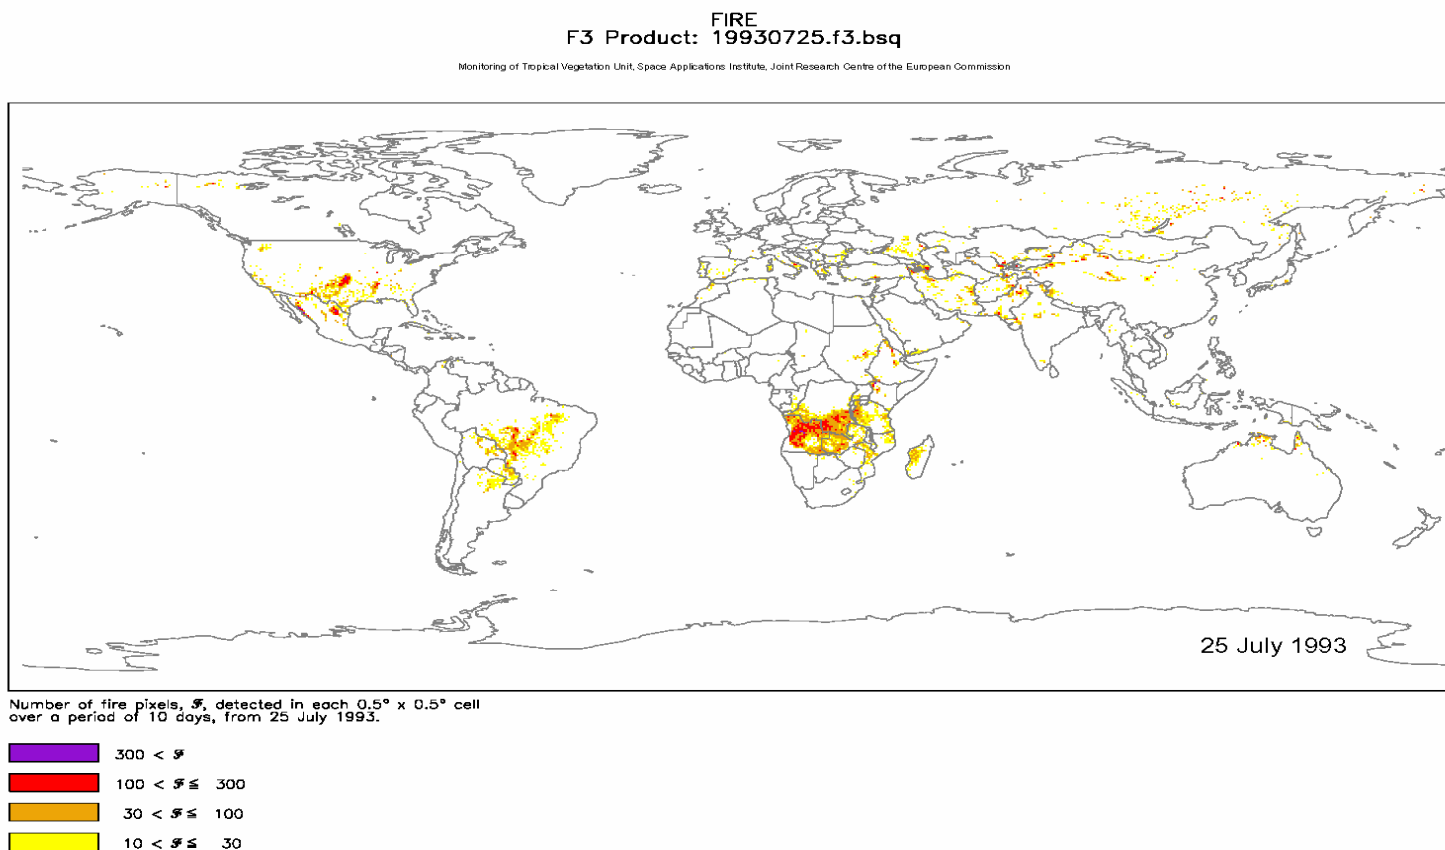 FIRE
F3 Product: 19930725.f3.bsq
Monitoring of Tropical Vegetation Unit, Space Applications Institute, Joint Research Centre of the European Commission
25 July 1993
Number of fire pixels, ℱ, detected in each 0.5° x 0.5° cell
over a period of 10 days, from 25 July 1993.
300 < ℱ
100 < ℱ ≦ 300
30 < ℱ ≦ 100
10 < ℱ ≦ 30